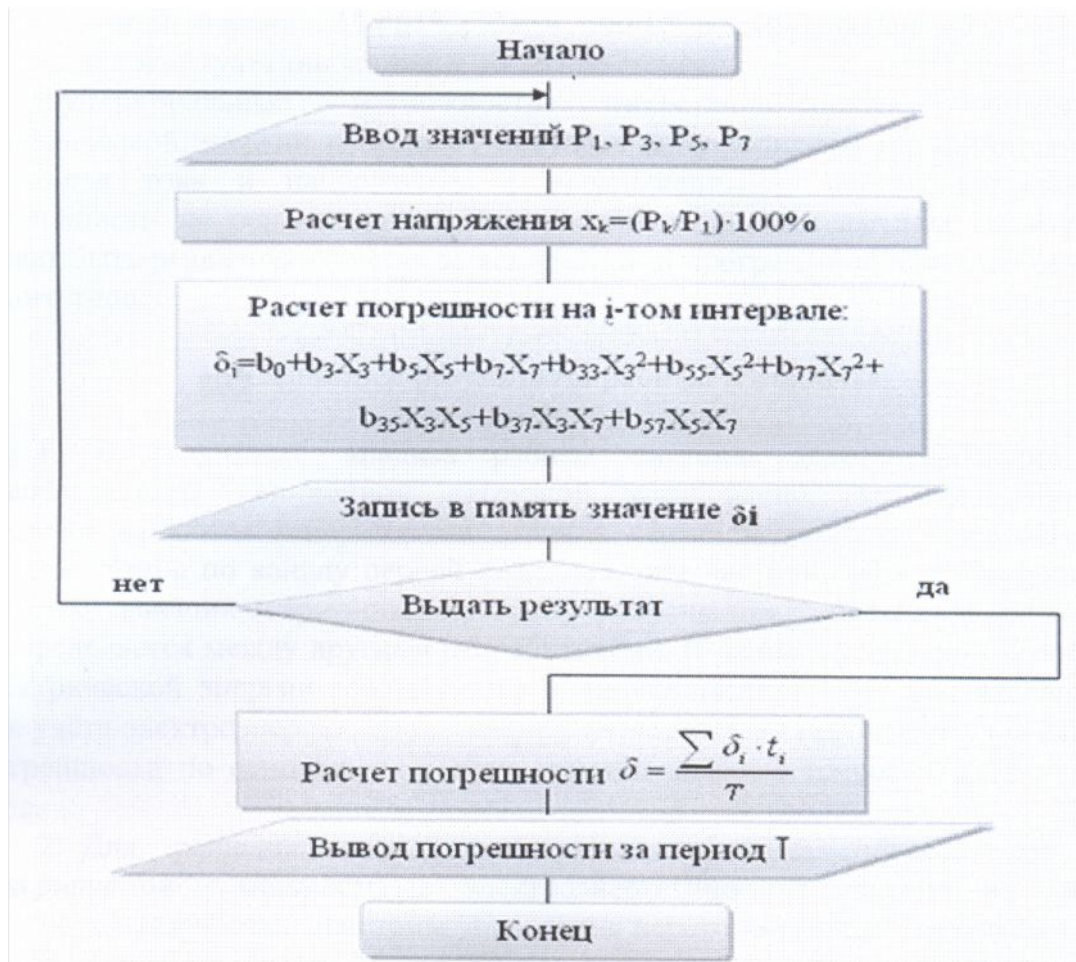 Начало
Ввод значений P₁, P₃, P₅, P₇
Расчет напряжения xₖ=(Pₖ/P₁)·100%
Расчет погрешности на i-том интервале:
δᵢ=b₀+b₃X₃+b₅X₅+b₇X₇+b₃₃X₃²+b₅₅X₅²+b₇₇X₇²+
b₃₅X₃X₅+b₃₇X₃X₇+b₅₇X₅X₇
Запись в память значение δi
нет
Выдать результат
да
Расчет погрешности δ = ∑ δᵢ · tᵢ / T
Вывод погрешности за период T
Конец